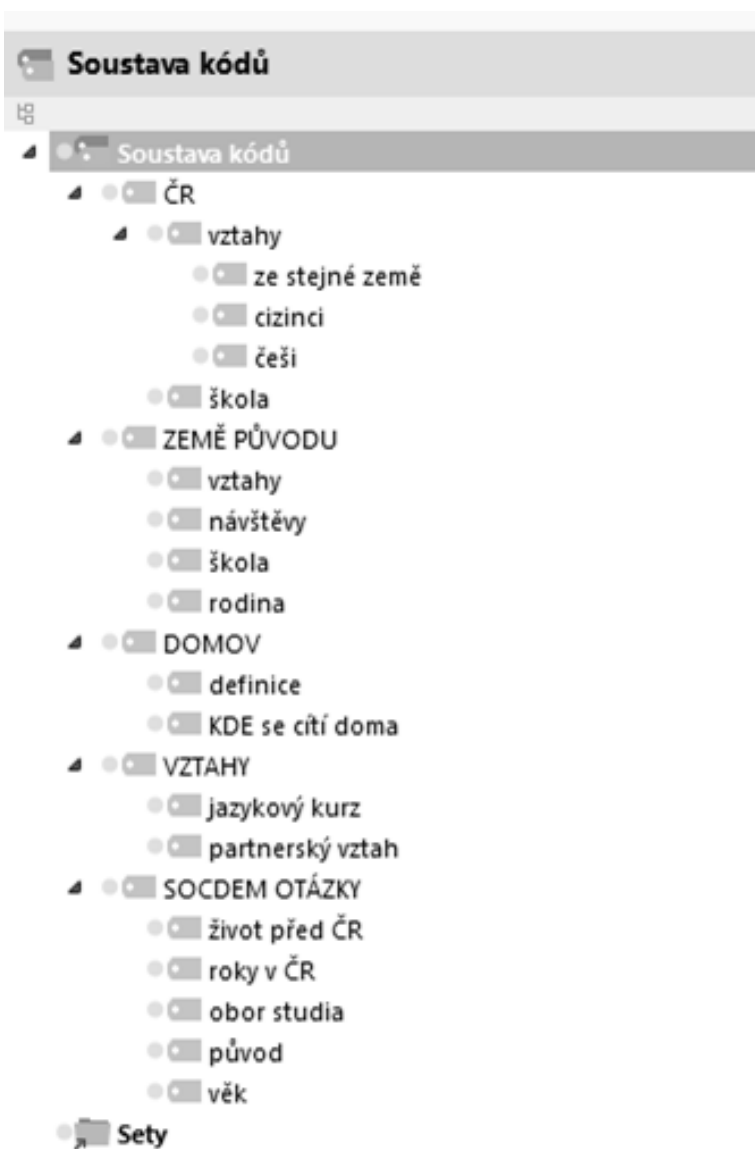 Soustava kódů
Soustava kódů
ČR
vztahy
ze stejné země
cizinci
češi
škola
ZEMĚ PŮVODU
vztahy
návštěvy
škola
rodina
DOMOV
definice
KDE se cítí doma
VZTAHY
jazykový kurz
partnerský vztah
SOCDEM OTÁZKY
život před ČR
roky v ČR
obor studia
původ
věk
Sety